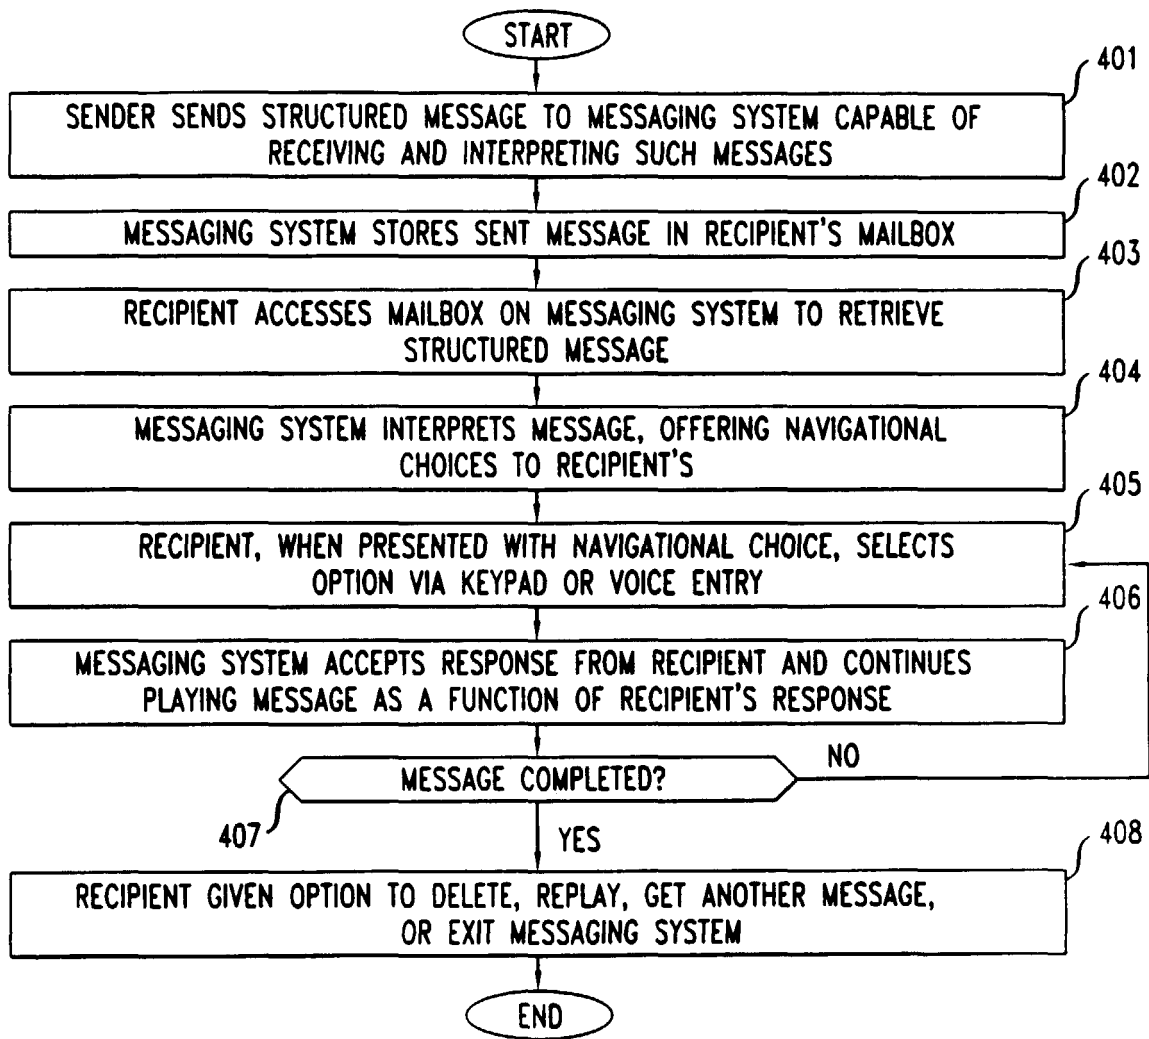 START
401
SENDER SENDS STRUCTURED MESSAGE TO MESSAGING SYSTEM CAPABLE OF
RECEIVING AND INTERPRETING SUCH MESSAGES
402
MESSAGING SYSTEM STORES SENT MESSAGE IN RECIPIENT'S MAILBOX
403
RECIPIENT ACCESSES MAILBOX ON MESSAGING SYSTEM TO RETRIEVE
STRUCTURED MESSAGE
404
MESSAGING SYSTEM INTERPRETS MESSAGE, OFFERING NAVIGATIONAL
CHOICES TO RECIPIENT'S
405
RECIPIENT, WHEN PRESENTED WITH NAVIGATIONAL CHOICE, SELECTS
OPTION VIA KEYPAD OR VOICE ENTRY
406
MESSAGING SYSTEM ACCEPTS RESPONSE FROM RECIPIENT AND CONTINUES
PLAYING MESSAGE AS A FUNCTION OF RECIPIENT'S RESPONSE
MESSAGE COMPLETED?
NO
407
YES
408
RECIPIENT GIVEN OPTION TO DELETE, REPLAY, GET ANOTHER MESSAGE,
OR EXIT MESSAGING SYSTEM
END